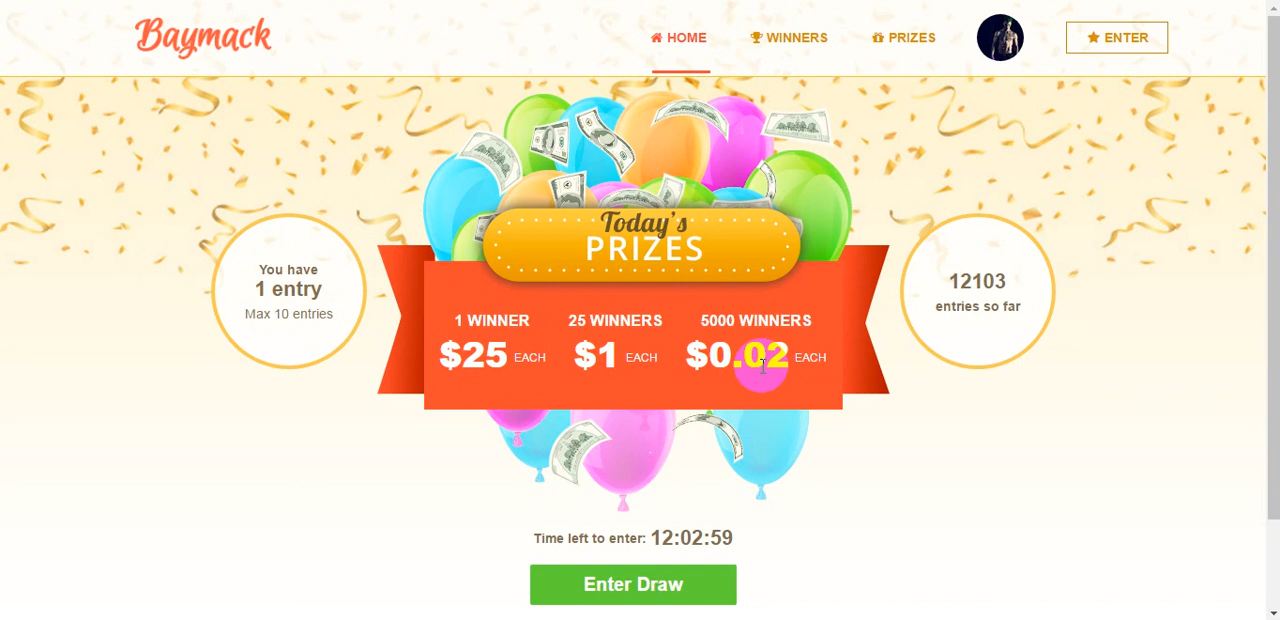 Baymack
HOME
WINNERS
PRIZES
ENTER
Today's
PRIZES
You have
1 entry
Max 10 entries
1 WINNER
$25 EACH
25 WINNERS
$1 EACH
5000 WINNERS
$0.02 EACH
12103
entries so far
Time left to enter: 12:02:59
Enter Draw